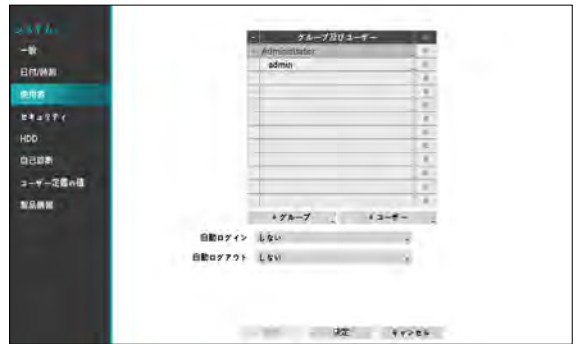 システム
一般
日付/時刻
使用者
セキュリティ
HDD
自己診断
ユーザー定義の値
製品情報
グループ及びユーザー
Administrator
admin
+ グループ
+ ユーザー
自動ログイン
しない
自動ログアウト
しない
決定
キャンセル